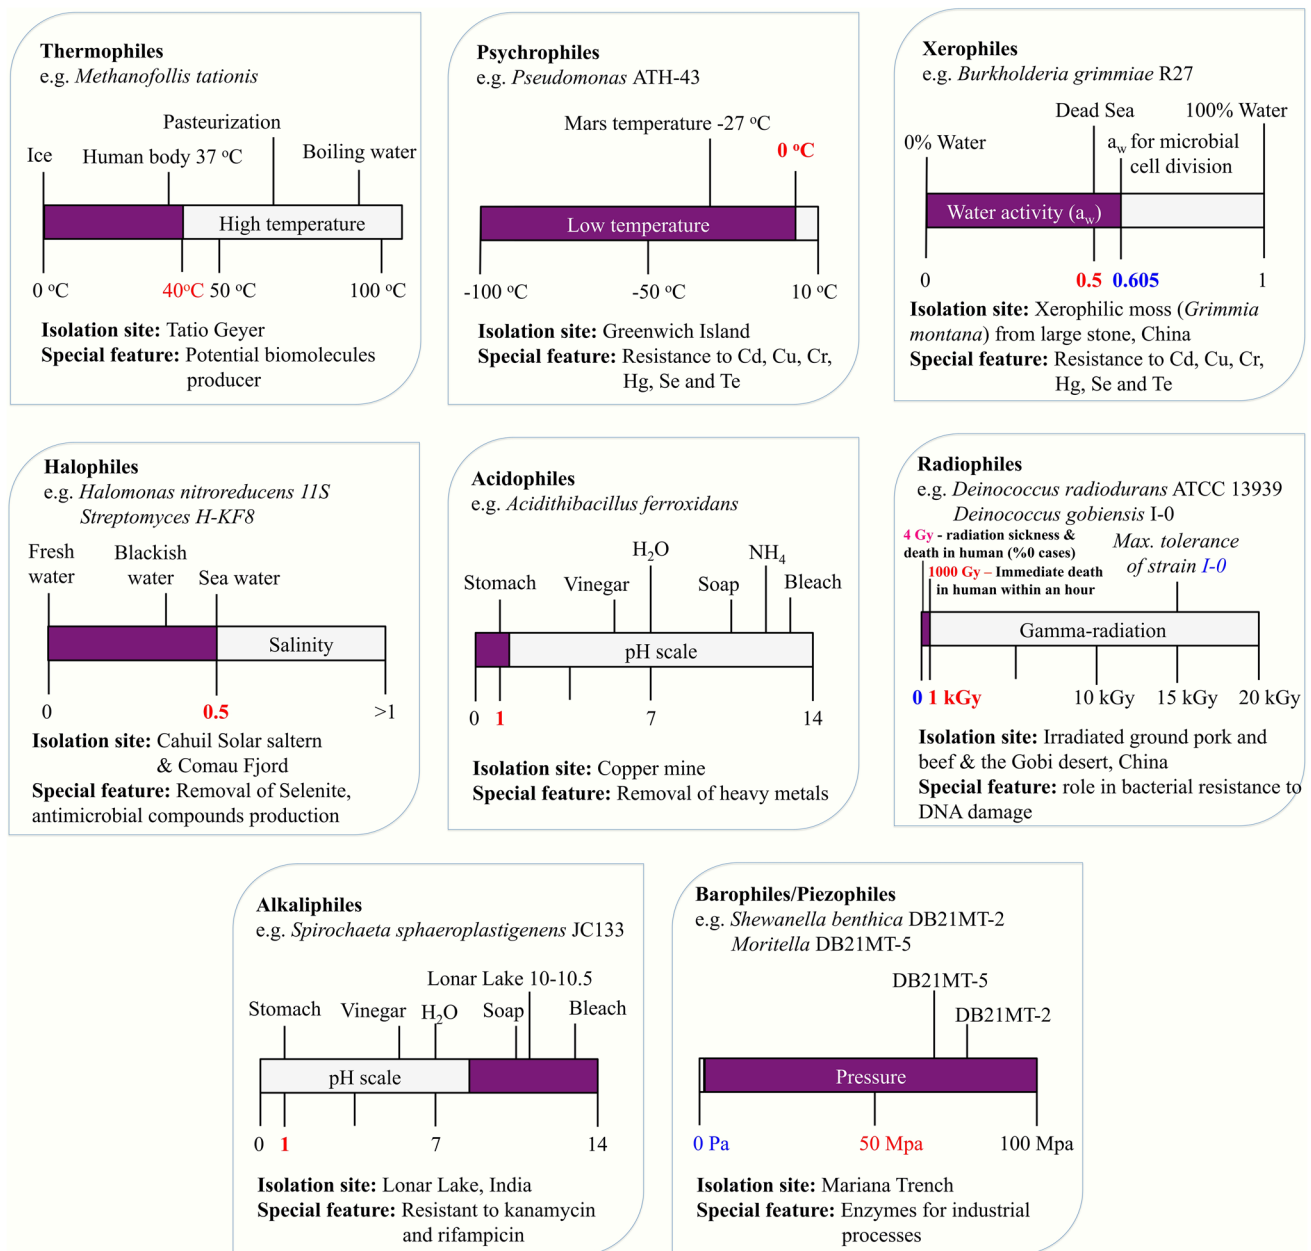 Thermophiles
e.g. Methanofollis tationis
Pasteurization
Ice
Human body 37 ºC
Boiling water
High temperature
0 ºC
40ºC
50 ºC
100 ºC
Isolation site: Tatio Geyer
Special feature: Potential biomolecules
producer
Psychrophiles
e.g. Pseudomonas ATH-43
Mars temperature -27 ºC
0 ºC
Low temperature
-100 ºC
-50 ºC
10 ºC
Isolation site: Greenwich Island
Special feature: Resistance to Cd, Cu, Cr,
Hg, Se and Te
Xerophiles
e.g. Burkholderia grimmiae R27
Dead Sea
100% Water
0% Water
aw for microbial
cell division
Water activity (aw)
0
0.5
0.605
1
Isolation site: Xerophilic moss (Grimmia
montana) from large stone, China
Special feature: Resistance to Cd, Cu, Cr,
Hg, Se and Te
Halophiles
e.g. Halomonas nitroreducens 11S
Streptomyces H-KF8
Fresh
water
Blackish
water
Sea water
Salinity
0
0.5
>1
Isolation site: Cahuil Solar saltern
& Comau Fjord
Special feature: Removal of Selenite,
antimicrobial compounds production
Acidophiles
e.g. Acidithibacillus ferroxidans
H2O
NH4
Stomach
Vinegar
Soap
Bleach
pH scale
0
1
7
14
Isolation site: Copper mine
Special feature: Removal of heavy metals
Radiophiles
e.g. Deinococcus radiodurans ATCC 13939
Deinococcus gobiensis I-0
4 Gy - radiation sickness &
death in human (%0 cases)
1000 Gy – Immediate death
in human within an hour
Max. tolerance
of strain I-0
Gamma-radiation
0
1 kGy
10 kGy
15 kGy
20 kGy
Isolation site: Irradiated ground pork and
beef & the Gobi desert, China
Special feature: role in bacterial resistance to
DNA damage
Alkaliphiles
e.g. Spirochaeta sphaeroplastigenens JC133
Lonar Lake 10-10.5
Stomach
Vinegar
H2O
Soap
Bleach
pH scale
0
1
7
14
Isolation site: Lonar Lake, India
Special feature: Resistant to kanamycin
and rifampicin
Barophiles/Piezophiles
e.g. Shewanella benthica DB21MT-2
Moritella DB21MT-5
DB21MT-5
DB21MT-2
Pressure
0 Pa
50 Mpa
100 Mpa
Isolation site: Mariana Trench
Special feature: Enzymes for industrial
processes